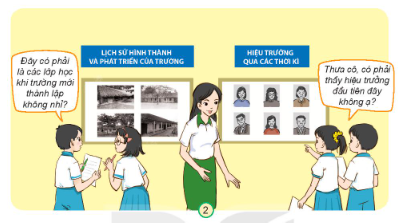 LỊCH SỬ HÌNH THÀNH
VÀ PHÁT TRIỂN CỦA TRƯỜNG
HIỆU TRƯỞNG
QUA CÁC THỜI KÌ
Đây có phải
là các lớp học
khi trường mới
thành lập
không nhỉ?
Thưa cô, có phải
thầy hiệu trưởng
đầu tiên đây
không ạ?
2